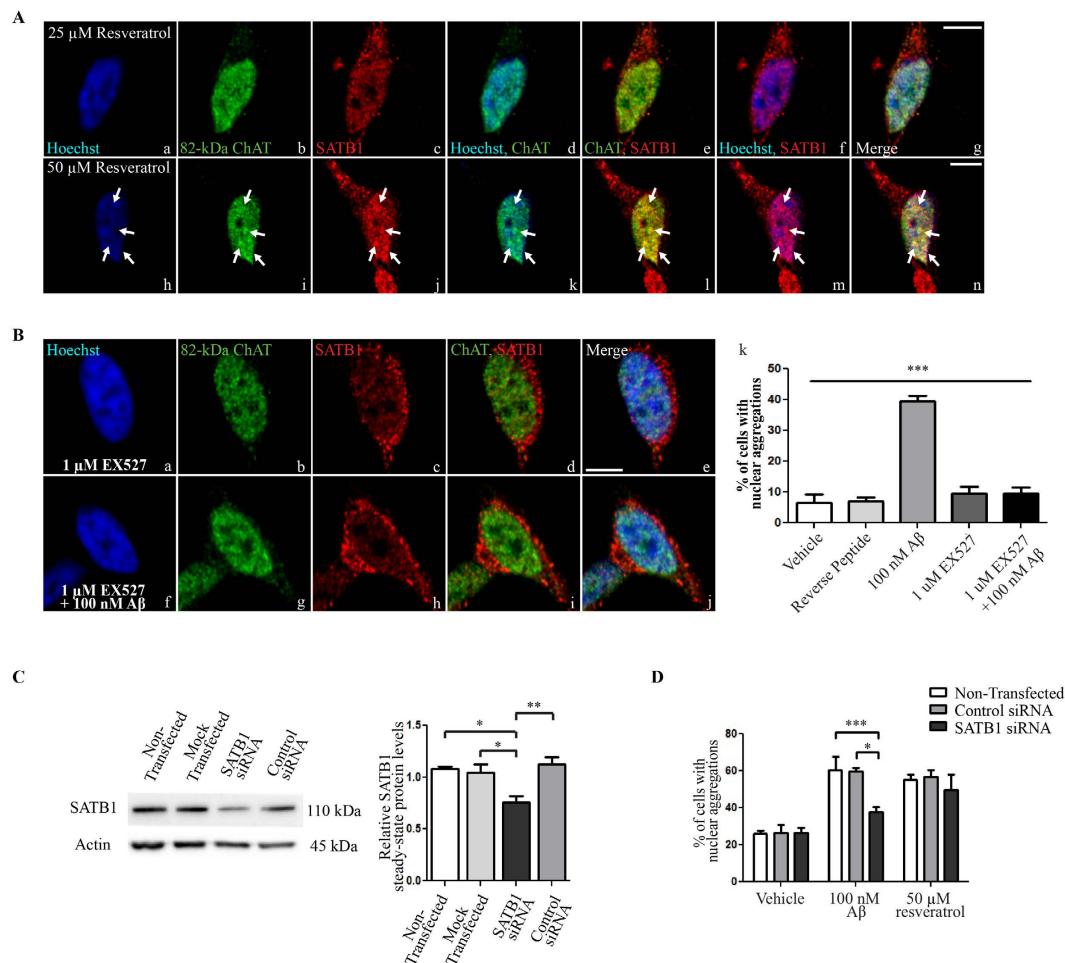 A
25 µM Resveratrol
Hoechst
a
82-kDa ChAT
b
SATB1
c
Hoechst, ChAT
d
ChAT, SATB1
e
Hoechst, SATB1
f
Merge
g
50 µM Resveratrol
h
i
j
k
l
m
n
B
Hoechst
1 µM EX527
a
82-kDa ChAT
b
SATB1
c
ChAT, SATB1
d
Merge
e
1 µM EX527
+ 100 nM Aβ
f
g
h
i
j
k
***
% of cells with
nuclear aggregations
50
40
30
20
10
0
Vehicle
Reverse Peptide
100 nM Aβ
1 uM EX527
1 uM EX527
+100 nM Aβ
C
Non-
Transfected
Mock
Transfected
SATB1
siRNA
Control
siRNA
SATB1
110 kDa
Actin
45 kDa
Relative SATB1
steady-state protein levels
1.5
1.0
0.5
0.0
*
*
**
Non-
Transfected
Mock
Transfected
SATB1
siRNA
Control
siRNA
D
Non-Transfected
Control siRNA
SATB1 siRNA
% of cells with
nuclear aggregations
80
60
40
20
0
***
*
Vehicle
100 nM
Aβ
50 µM
resveratrol